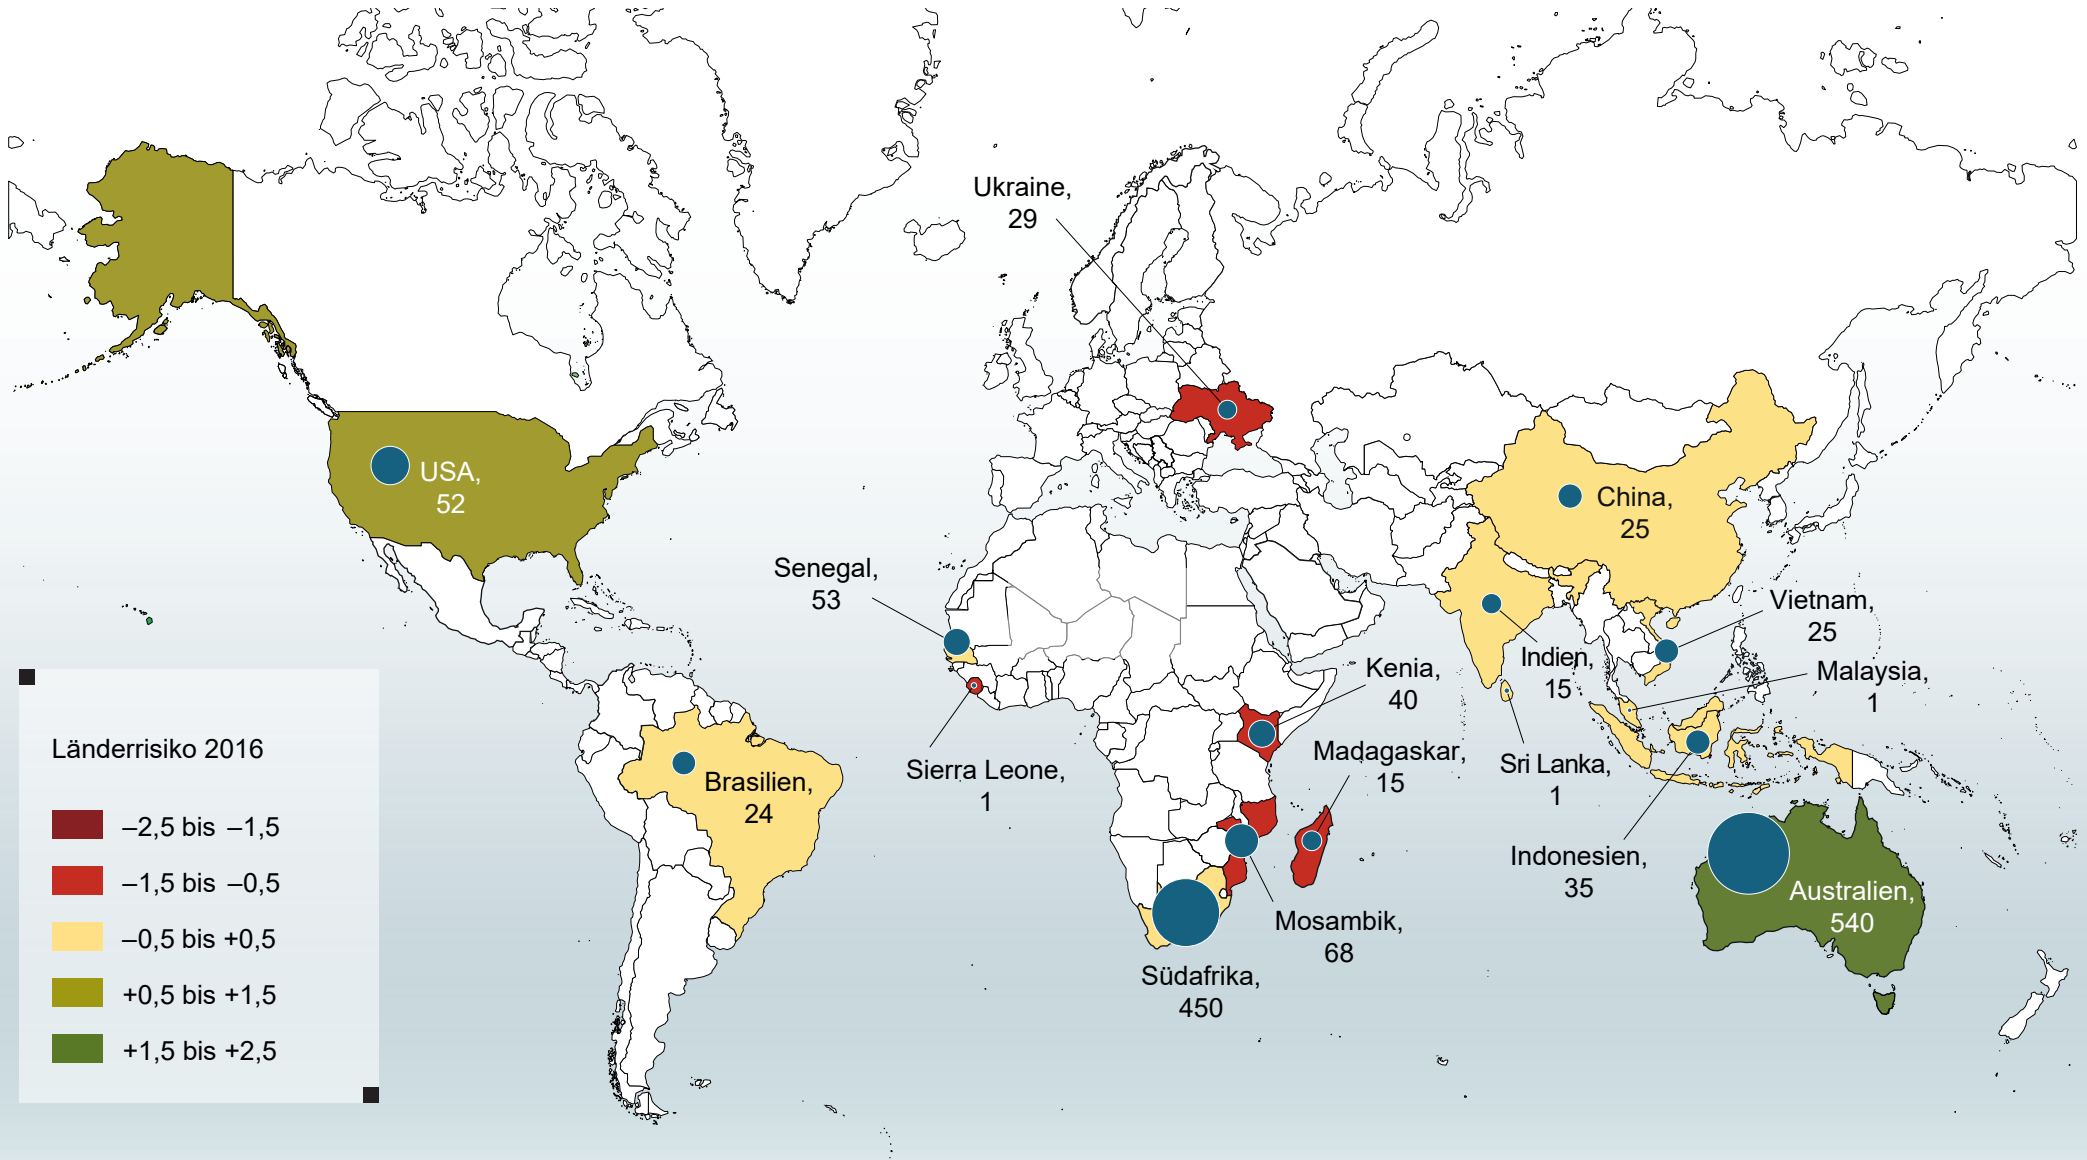 Ukraine,
29
USA,
52
China,
25
Senegal,
53
Vietnam,
25
Indien,
15
Kenia,
40
Malaysia,
1
Länderrisiko 2016
–2,5 bis –1,5
–1,5 bis –0,5
–0,5 bis +0,5
+0,5 bis +1,5
+1,5 bis +2,5
Brasilien,
24
Sierra Leone,
1
Madagaskar,
15
Sri Lanka,
1
Indonesien,
35
Australien,
540
Mosambik,
68
Südafrika,
450